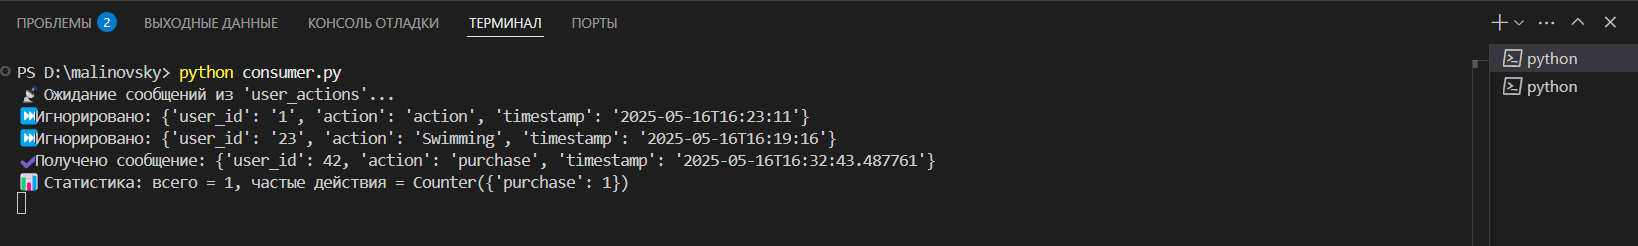 ПРОБЛЕМЫ 2 ВЫХОДНЫЕ ДАННЫЕ КОНСОЛЬ ОТЛАДКИ ТЕРМИНАЛ ПОРТЫ
python
python
PS D:\malinovsky> python consumer.py
📡 Ожидание сообщений из 'user_actions'...
⏭Игнорировано: {'user_id': '1', 'action': 'action', 'timestamp': '2025-05-16T16:23:11'}
⏭Игнорировано: {'user_id': '23', 'action': 'Swimming', 'timestamp': '2025-05-16T16:19:16'}
✔Получено сообщение: {'user_id': 42, 'action': 'purchase', 'timestamp': '2025-05-16T16:32:43.487761'}
📊 Статистика: всего = 1, частые действия = Counter({'purchase': 1})